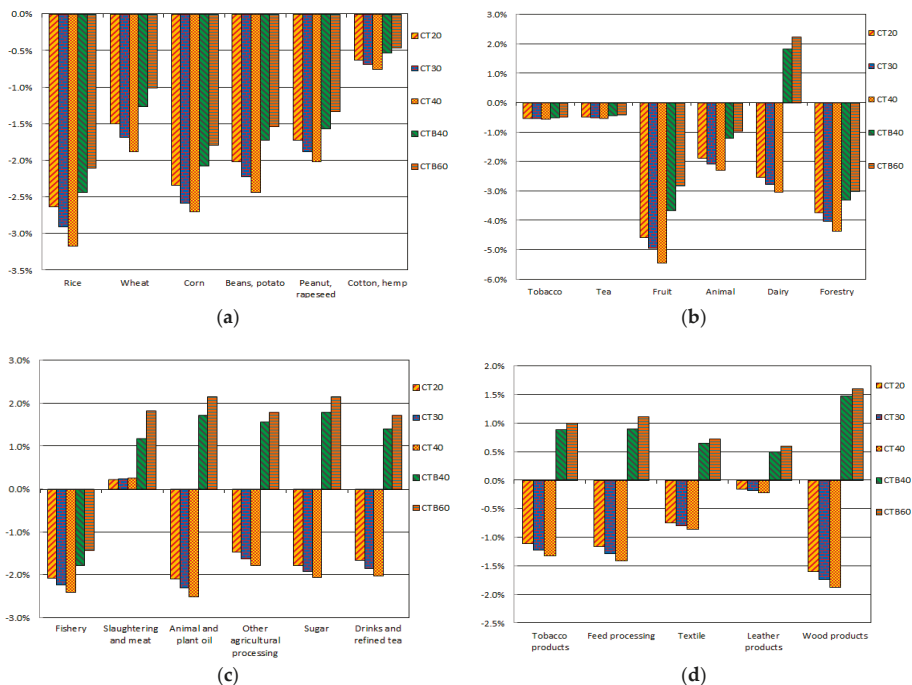 0.0%
-0.5%
-1.0%
-1.5%
-2.0%
-2.5%
-3.0%
-3.5%
Rice Wheat Corn Beans, potato Peanut, rapeseed Cotton, hemp
CT20
CT30
CT40
CTB40
CTB60
(a)
3.0%
2.0%
1.0%
0.0%
-1.0%
-2.0%
-3.0%
-4.0%
-5.0%
-6.0%
Tobacco Tea Fruit Animal Dairy Forestry
CT20
CT30
CT40
CTB40
CTB60
(b)
3.0%
2.0%
1.0%
0.0%
-1.0%
-2.0%
-3.0%
Fishery Slaughtering and meat Animal and plant oil Other agricultural processing Sugar Drinks and refined tea
CT20
CT30
CT40
CTB40
CTB60
(c)
2.0%
1.5%
1.0%
0.5%
0.0%
-0.5%
-1.0%
-1.5%
-2.0%
-2.5%
Tobacco products Feed processing Textile Leather products Wood products
CT20
CT30
CT40
CTB40
CTB60
(d)